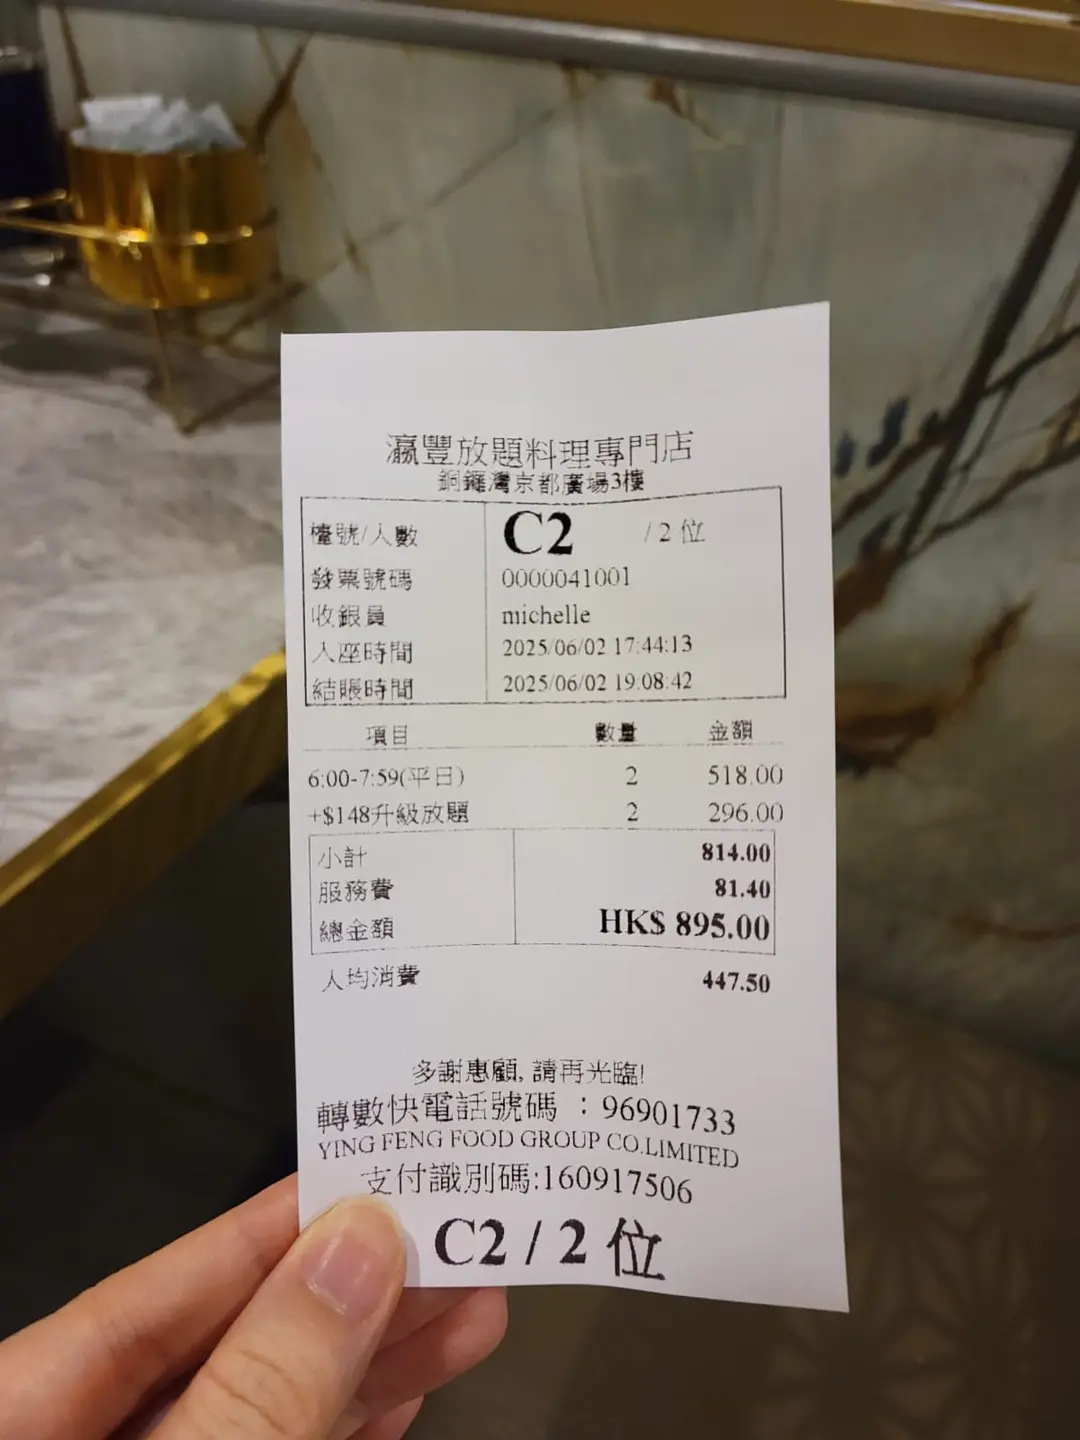 瀛豐放題料理專門店
銅鑼灣京都廣場3樓
檯號/人數 C2 / 2 位
發票號碼 0000041001
收銀員 michelle
入座時間 2025/06/02 17:44:13
結賬時間 2025/06/02 19:08:42
項目 數量 金額
6:00-7:59(平日) 2 518.00
+$148升級放題 2 296.00
小計 814.00
服務費 81.40
總金額 HK$ 895.00
人均消費 447.50
多謝惠顧, 請再光臨!
轉數快電話號碼 : 96901733
YING FENG FOOD GROUP CO.LIMITED
支付識別碼:160917506
C2 / 2 位